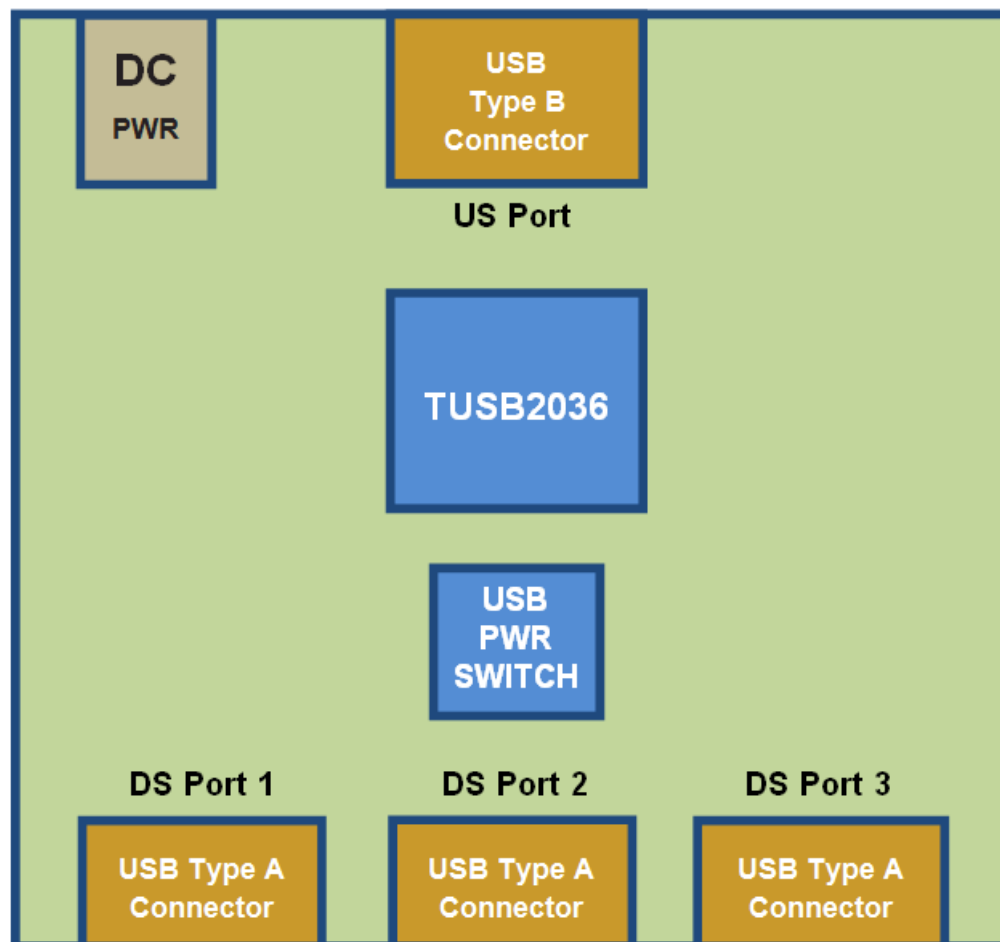 DC
PWR
USB
Type B
Connector
US Port
TUSB2036
USB
PWR
SWITCH
DS Port 1
DS Port 2
DS Port 3
USB Type A
Connector
USB Type A
Connector
USB Type A
Connector